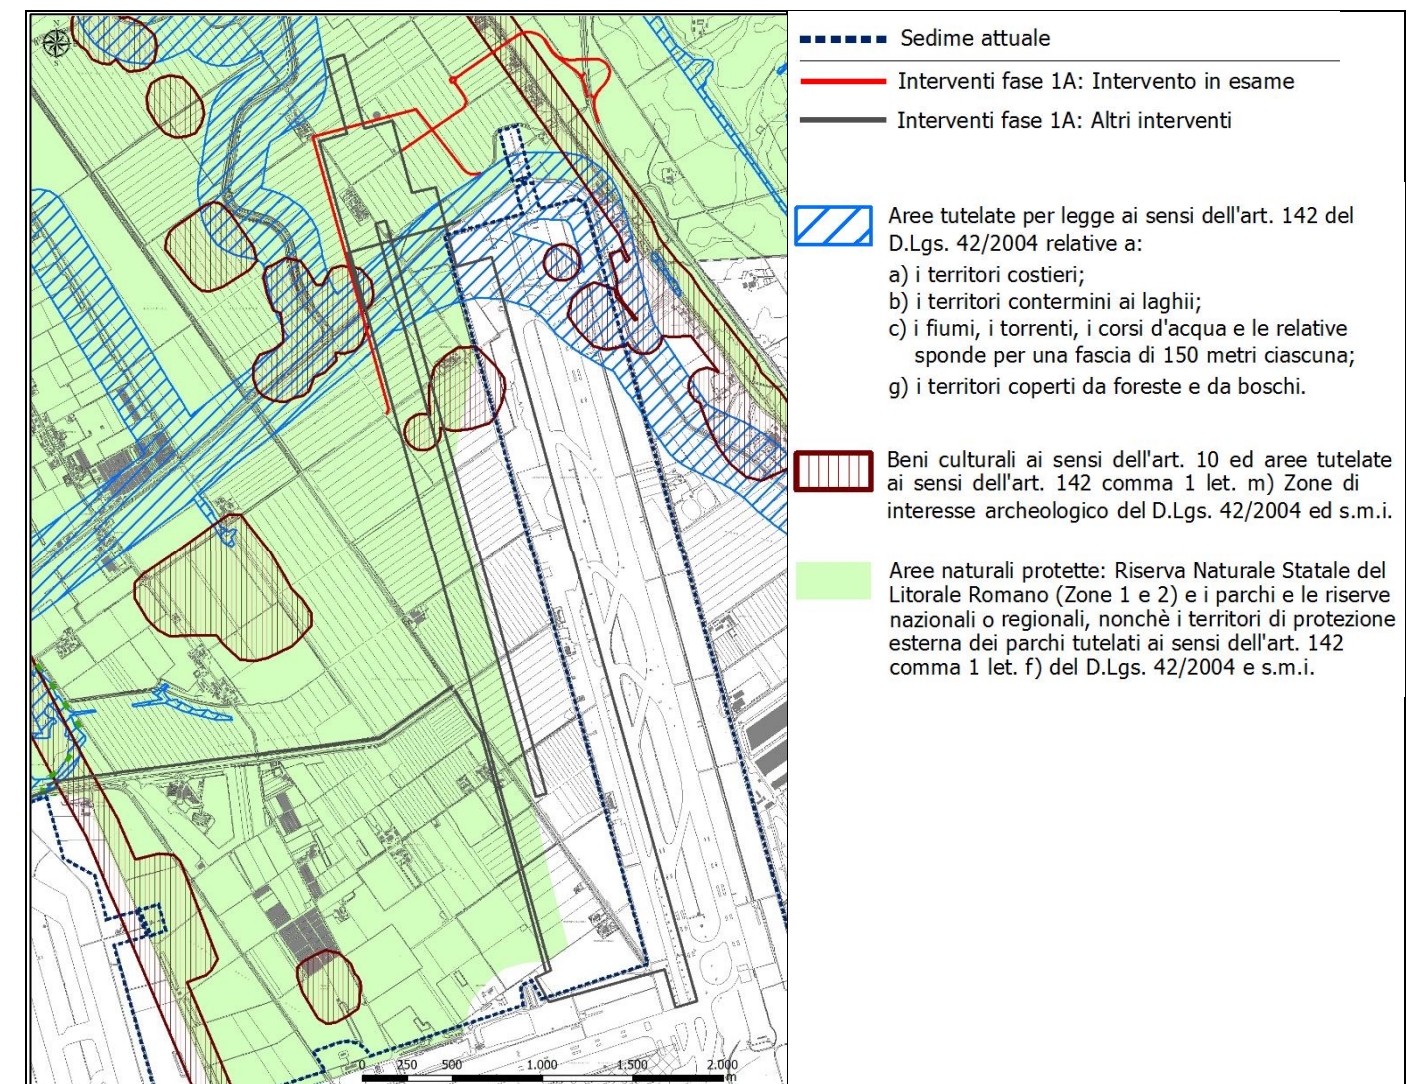 Sedime attuale
Interventi fase 1A: Intervento in esame
Interventi fase 1A: Altri interventi
Aree tutelate per legge ai sensi dell'art. 142 del
D.Lgs. 42/2004 relative a:
a) i territori costieri;
b) i territori contermini ai laghii;
c) i fiumi, i torrenti, i corsi d'acqua e le relative
sponde per una fascia di 150 metri ciascuna;
g) i territori coperti da foreste e da boschi.
Beni culturali ai sensi dell'art. 10 ed aree tutelate
ai sensi dell'art. 142 comma 1 let. m) Zone di
interesse archeologico del D.Lgs. 42/2004 ed s.m.i.
Aree naturali protette: Riserva Naturale Statale del
Litorale Romano (Zone 1 e 2) e i parchi e le riserve
nazionali o regionali, nonchè i territori di protezione
esterna dei parchi tutelati ai sensi dell'art. 142
comma 1 let. f) del D.Lgs. 42/2004 e s.m.i.
0 250 500 1.000 1.500 2.000
m